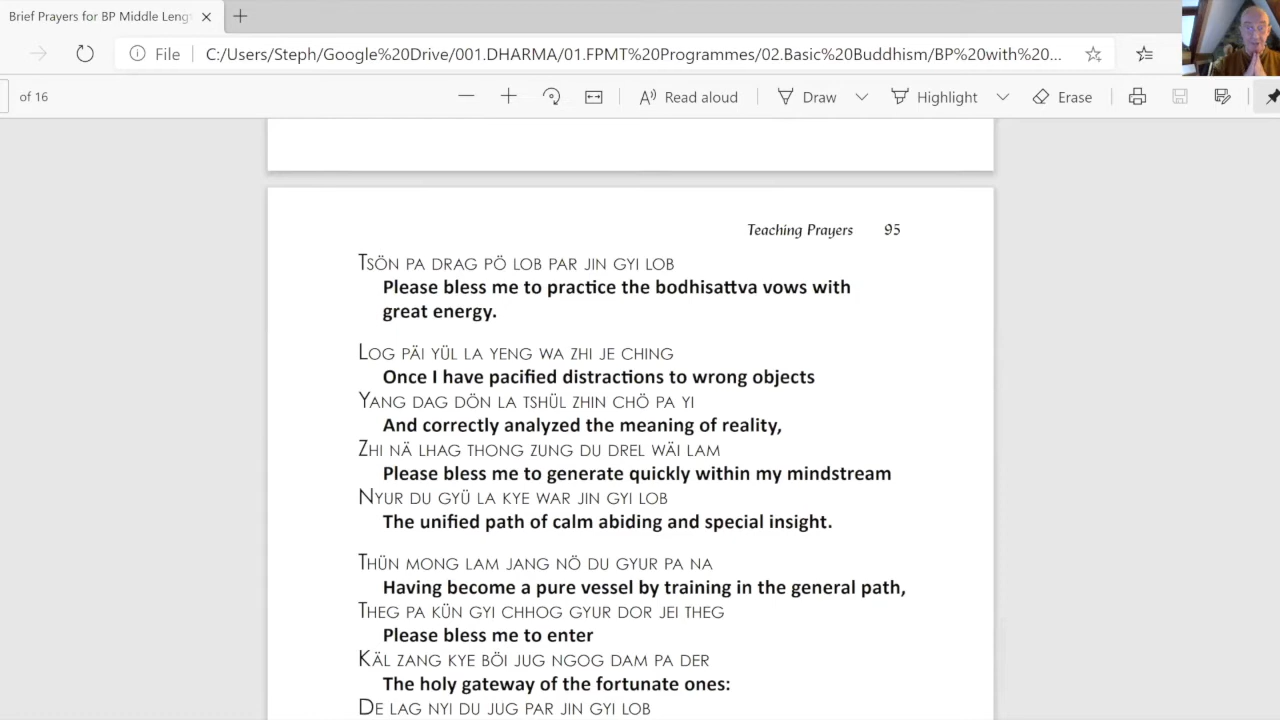 Brief Prayers for BP Middle Leng
File C:/Users/Steph/Google%20Drive/001.DHARMA/01.FPMT%20Programmes/02.Basic%20Buddhism/BP%20with%20...
of 16 Read aloud Draw Highlight Erase
Teaching Prayers 95
TSÖN PA DRAG PÖ LOB PAR JIN GYI LOB
Please bless me to practice the bodhisattva vows with
great energy.
LOG PÄI YÜL LA YENG WA ZHI JE CHING
Once I have pacified distractions to wrong objects
YANG DAG DÖN LA TSHÜL ZHIN CHÖ PA YI
And correctly analyzed the meaning of reality,
ZHI NÄ LHAG THONG ZUNG DU DREL WÄI LAM
Please bless me to generate quickly within my mindstream
NYUR DU GYÜ LA KYE WAR JIN GYI LOB
The unified path of calm abiding and special insight.
THÜN MONG LAM JANG NÖ DU GYUR PA NA
Having become a pure vessel by training in the general path,
THEG PA KÜN GYI CHHOG GYUR DOR JEI THEG
Please bless me to enter
KÄL ZANG KYE BÖI JUG NGOG DAM PA DER
The holy gateway of the fortunate ones:
DE LAG NYI DU JUG PAR JIN GYI LOB